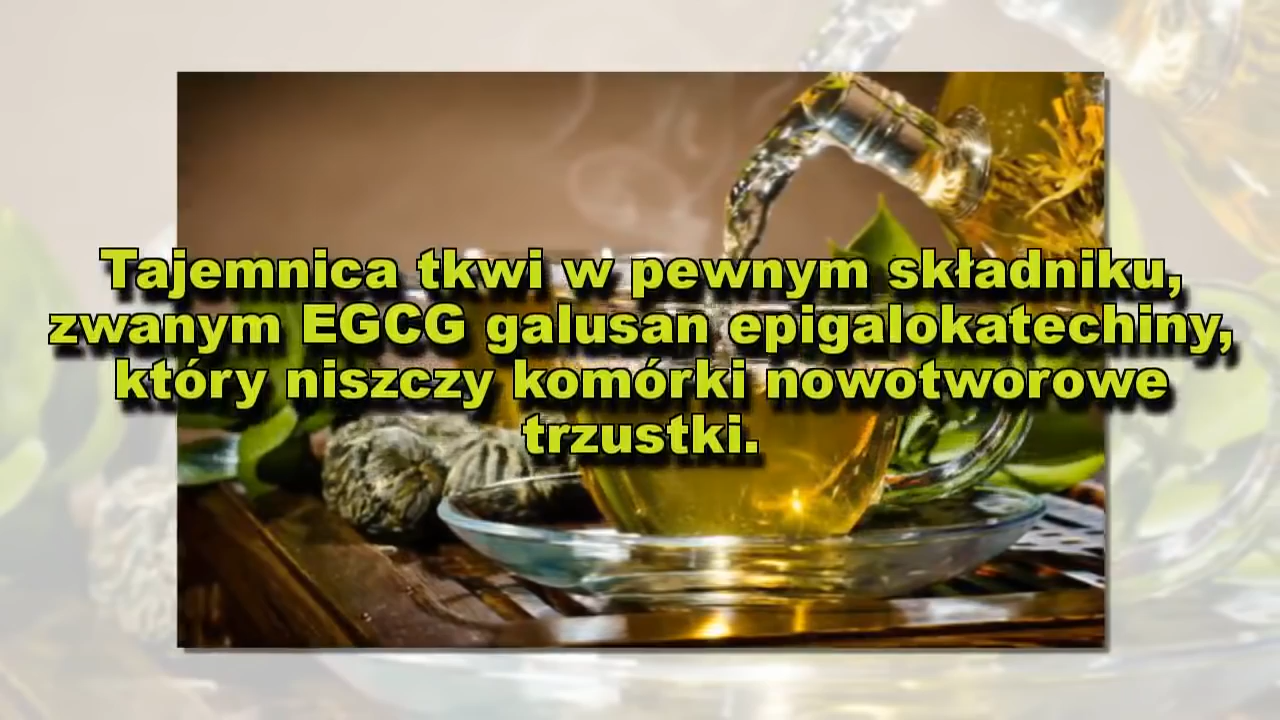 Tajemnica tkwi w pewnym składniku,
zwanym EGCG galusan epigalokatechiny,
który niszczy komórki nowotworowe
trzustki.